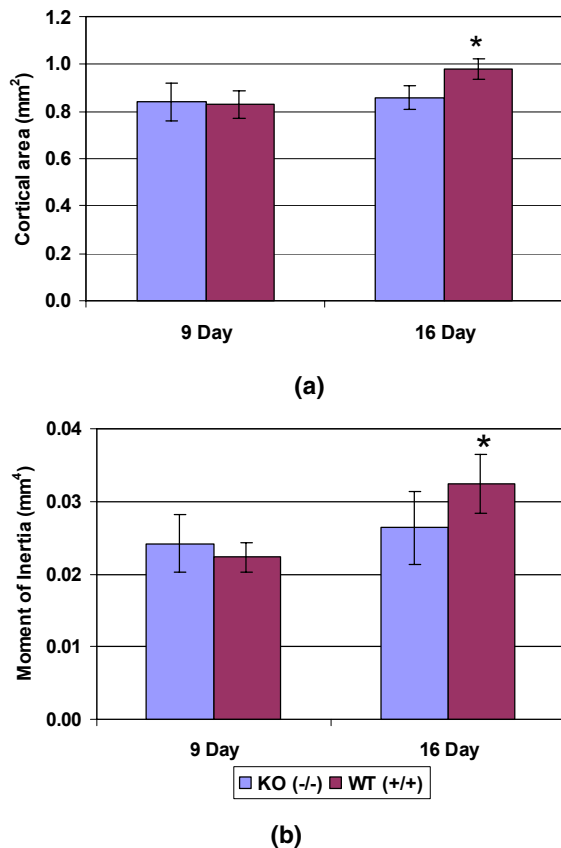 1.2
1.0
0.8
0.6
0.4
0.2
0.0
Cortical area (mm²)
*
9 Day 16 Day
(a)
0.04
0.03
0.02
0.01
0.00
Moment of Inertia (mm⁴)
*
9 Day 16 Day
KO (-/-) WT (+/+)
(b)